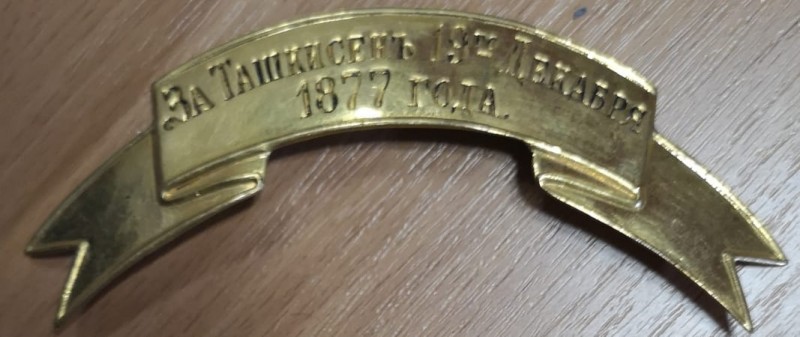 За Ташкисенъ 19го Декабря
1877 года.